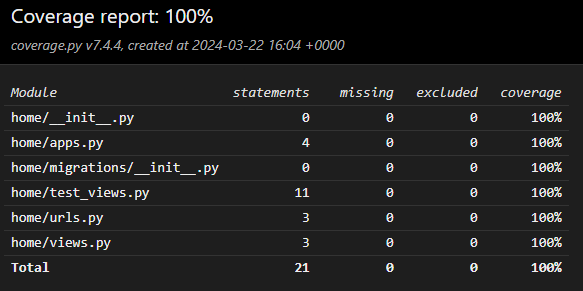 Coverage report: 100%
coverage.py v7.4.4, created at 2024-03-22 16:04 +0000
Module statements missing excluded coverage
home/__init__.py 0 0 0 100%
home/apps.py 4 0 0 100%
home/migrations/__init__.py 0 0 0 100%
home/test_views.py 11 0 0 100%
home/urls.py 3 0 0 100%
home/views.py 3 0 0 100%
Total 21 0 0 100%